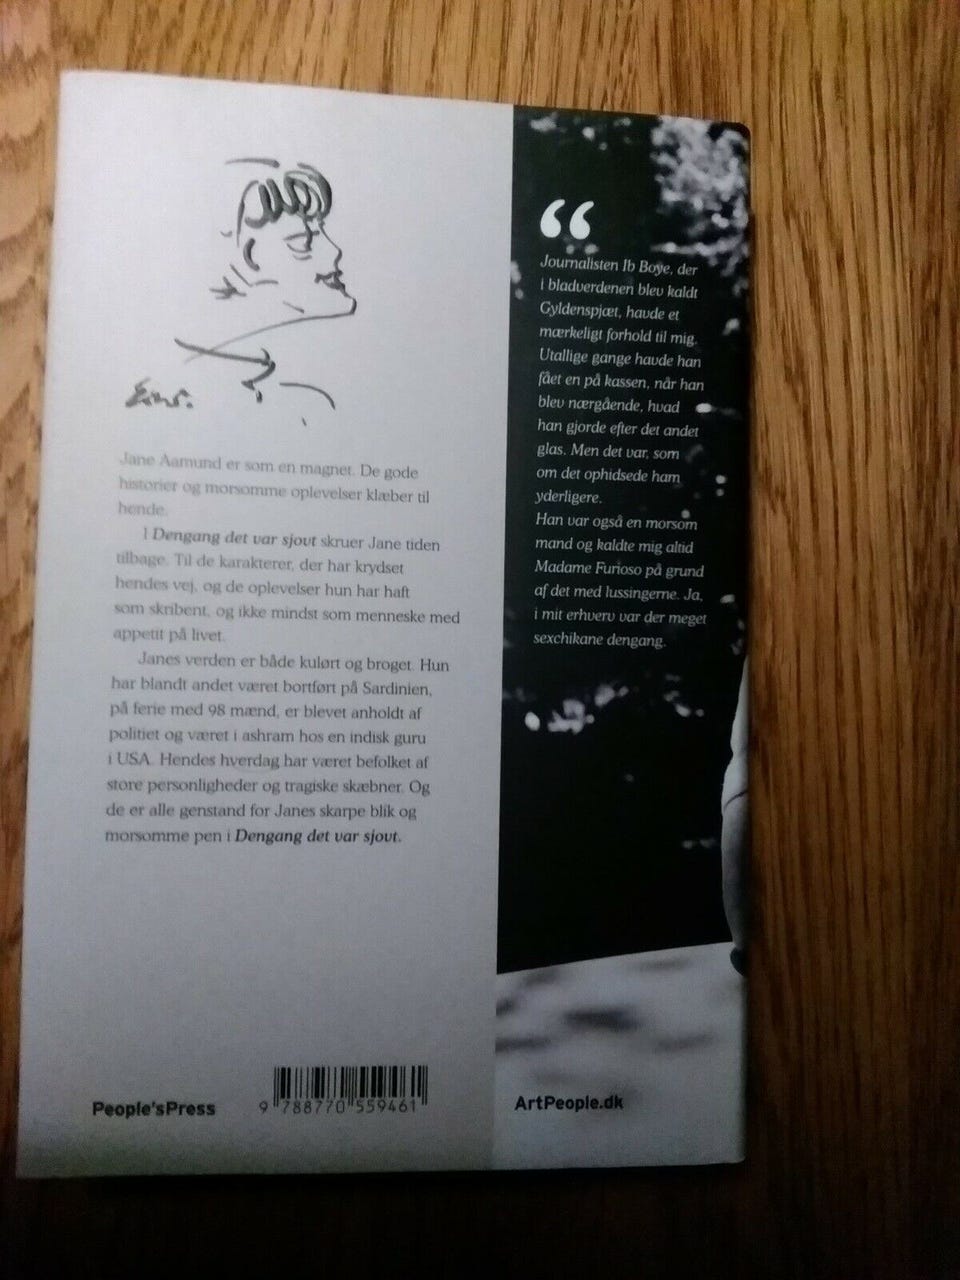 Jane Aamund er som en magnet. De gode
historier og morsomme oplevelser klæber til
hende.
I Dengang det var sjovt skruer Jane tiden
tilbage. Til de karakterer, der har krydset
hendes vej, og de oplevelser hun har haft
som skribent, og ikke mindst som menneske med
appetit på livet.
Janes verden er både kulørt og broget. Hun
har blandt andet været bortført på Sardinien,
på ferie med 98 mænd, er blevet anholdt af
politiet og været i ashram hos en indisk guru
i USA. Hendes hverdag har været befolket af
store personligheder og tragiske skæbner. Og
de er alle genstand for Janes skarpe blik og
morsomme pen i Dengang det var sjovt.
People'sPress
9 788770 559461
“
Journalisten Ib Boye, der
i bladverdenen blev kaldt
Gyldenspjæt, havde et
mærkeligt forhold til mig.
Utallige gange havde han
fået en på kassen, når han
blev nærgående, hvad
han gjorde efter det andet
glas. Men det var, som
om det ophidsede ham
yderligere.
Han var også en morsom
mand og kaldte mig altid
Madame Furioso på grund
af det med lussingerne. Ja,
i mit erhverv var der meget
sexchikane dengang.
ArtPeople.dk